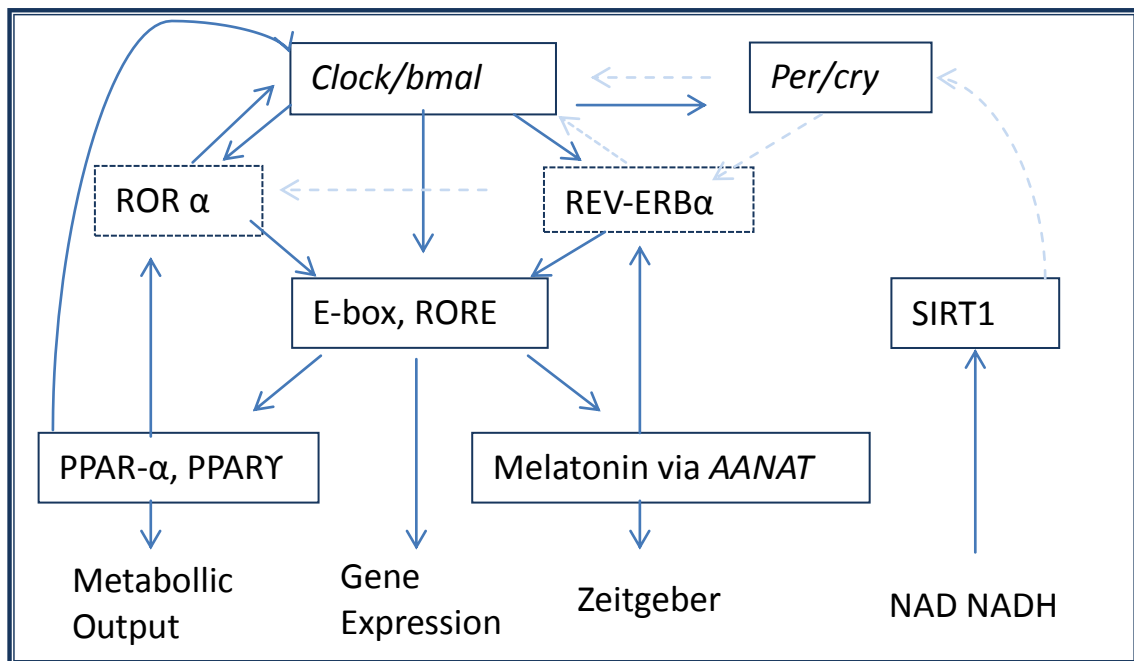 Clock/bmal
Per/cry
ROR α
REV-ERBα
E-box, RORE
SIRT1
PPAR-α, PPARϒ
Melatonin via AANAT
Metabollic
Output
Gene
Expression
Zeitgeber
NAD NADH